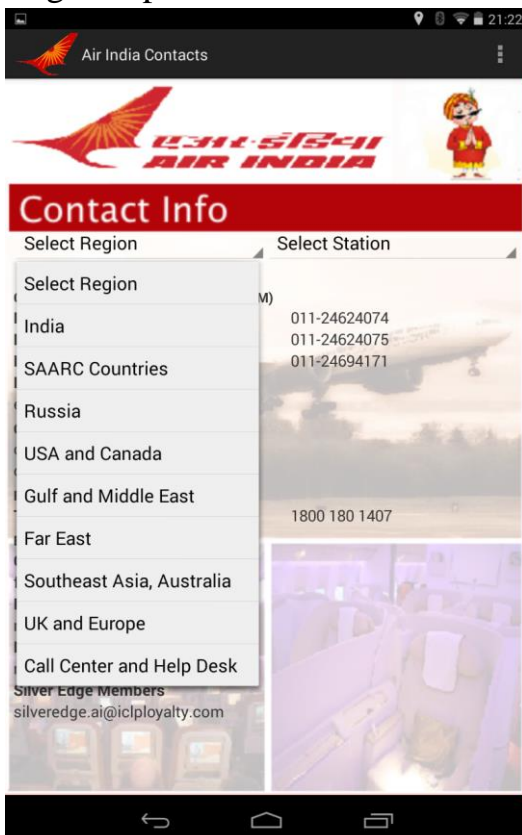 21:22
Air India Contacts
एअर-इंडिया
AIR INDIA
Contact Info
Select Region Select Station
Select Region
M)
India
011-24624074
011-24624075
SAARC Countries
011-24694171
Russia
USA and Canada
Gulf and Middle East
1800 180 1407
Far East
Southeast Asia, Australia
UK and Europe
Call Center and Help Desk
Silver Edge Members
silveredge.ai@iclployalty.com